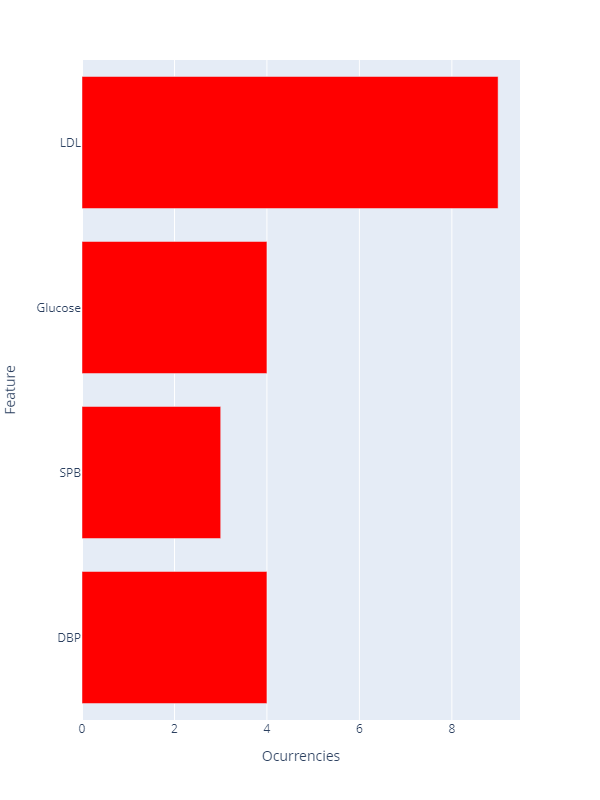 LDL
Glucose
SPB
DBP
Feature
0 2 4 6 8
Ocurrencies